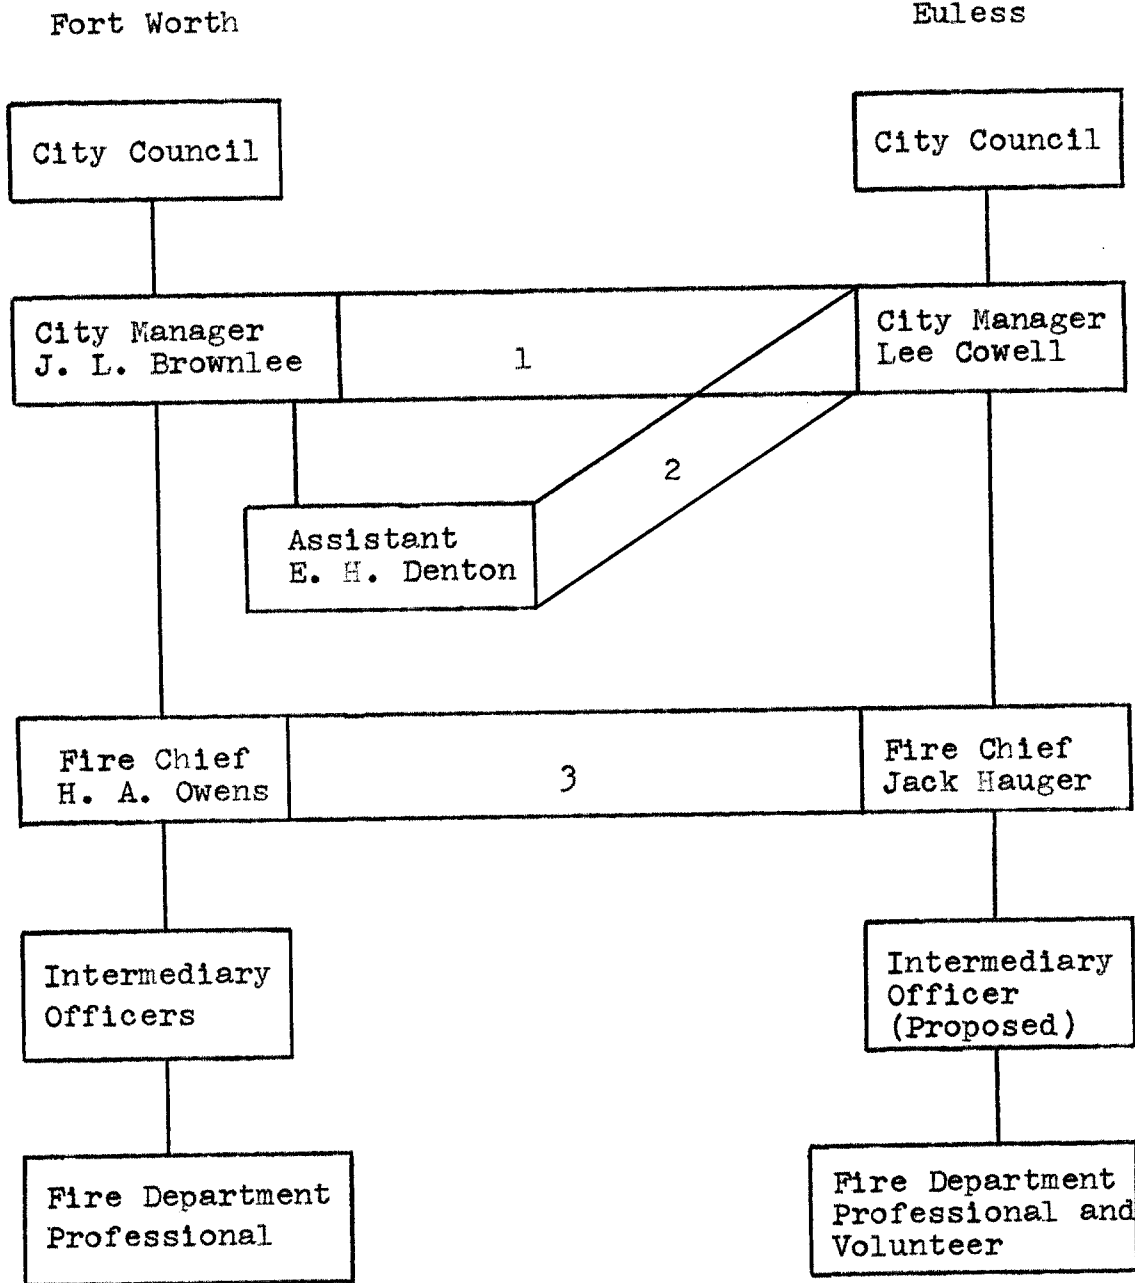 Fort Worth
Euless
City Council
City Council
City Manager
J. L. Brownlee
1
City Manager
Lee Cowell
2
Assistant
E. H. Denton
Fire Chief
H. A. Owens
3
Fire Chief
Jack Hauger
Intermediary
Officers
Intermediary
Officer
(Proposed)
Fire Department
Professional
Fire Department
Professional and
Volunteer